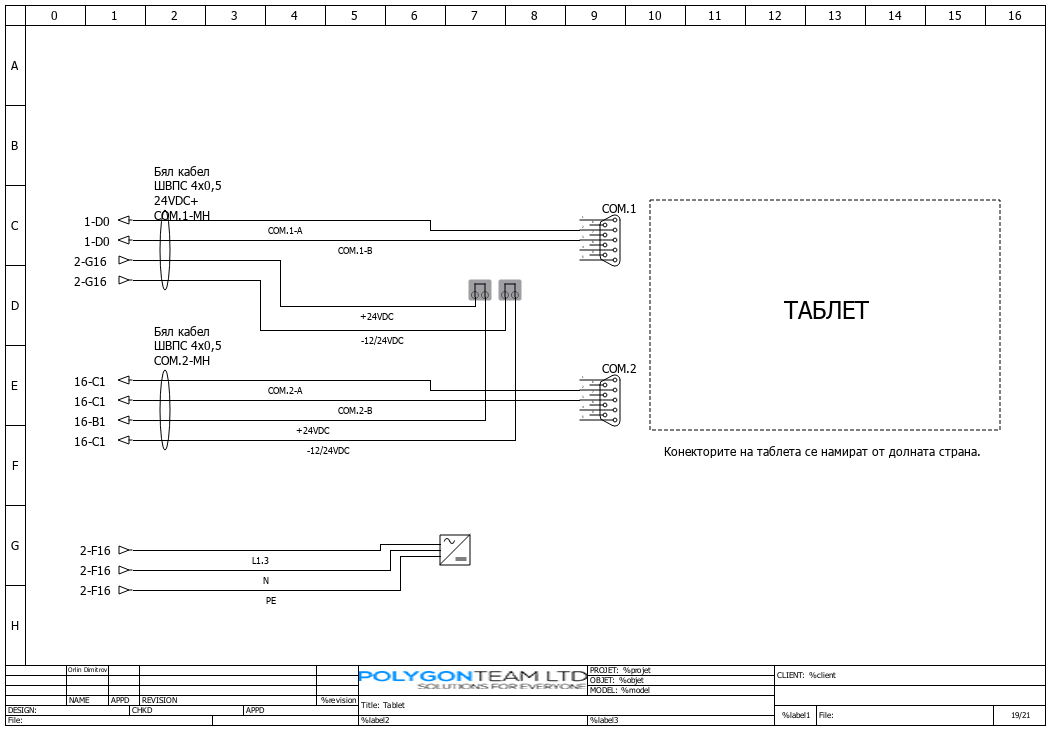 0 1 2 3 4 5 6 7 8 9 10 11 12 13 14 15 16
A
B
C
D
E
F
G
H
Бял кабел
ШВПС 4x0,5
24VDC+
COM.1-МН
1-D0
1-D0
2-G16
2-G16
COM.1-A
COM.1-B
+24VDC
-12/24VDC
COM.1
ТАБЛЕТ
Бял кабел
ШВПС 4x0,5
COM.2-МН
16-C1
16-C1
16-B1
16-C1
COM.2-A
COM.2-B
+24VDC
-12/24VDC
COM.2
Конекторите на таблета се намират от долната страна.
2-F16
2-F16
2-F16
L1.3
N
PE
Orlin Dimitrov
NAME APPD REVISION %revision
DESIGN: CHKD APPD
File:
POLYGONTEAM LTD
SOLUTIONS FOR EVERYONE
Title: Tablet
%label2 %label3
PROJET: %projet
OBJET: %objet
MODEL: %model
CLIENT: %client
%label1 File: 19/21